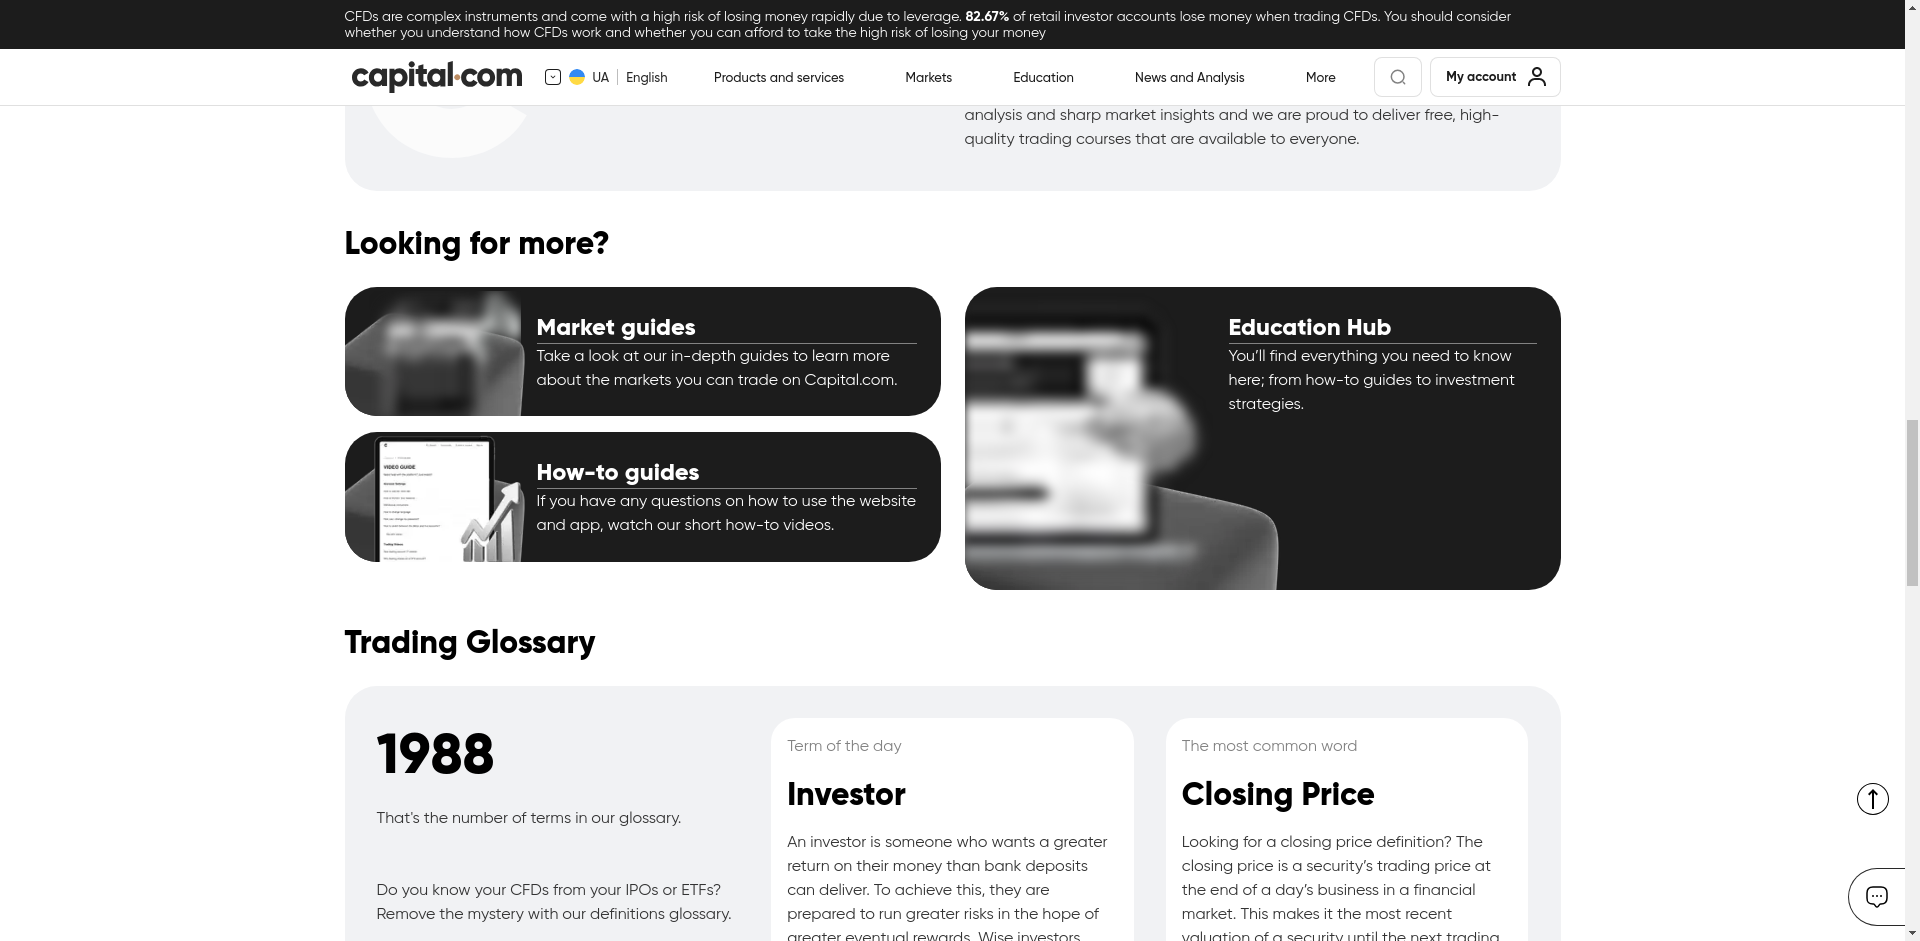 CFDs are complex instruments and come with a high risk of losing money rapidly due to leverage. 82.67% of retail investor accounts lose money when trading CFDs. You should consider
whether you understand how CFDs work and whether you can afford to take the high risk of losing your money
capital.com
UA
English
Products and services
Markets
Education
News and Analysis
More
My account
analysis and sharp market insights and we are proud to deliver free, high-
quality trading courses that are available to everyone.
Looking for more?
Market guides
Take a look at our in-depth guides to learn more
about the markets you can trade on Capital.com.
How-to guides
If you have any questions on how to use the website
and app, watch our short how-to videos.
VIDEO GUIDE
Education Hub
You’ll find everything you need to know
here; from how-to guides to investment
strategies.
Trading Glossary
1988
That's the number of terms in our glossary.
Do you know your CFDs from your IPOs or ETFs?
Remove the mystery with our definitions glossary.
Term of the day
Investor
An investor is someone who wants a greater
return on their money than bank deposits
can deliver. To achieve this, they are
prepared to run greater risks in the hope of
greater eventual rewards. Wise investors
The most common word
Closing Price
Looking for a closing price definition? The
closing price is a security’s trading price at
the end of a day’s business in a financial
market. This makes it the most recent
valuation of a security until the next trading